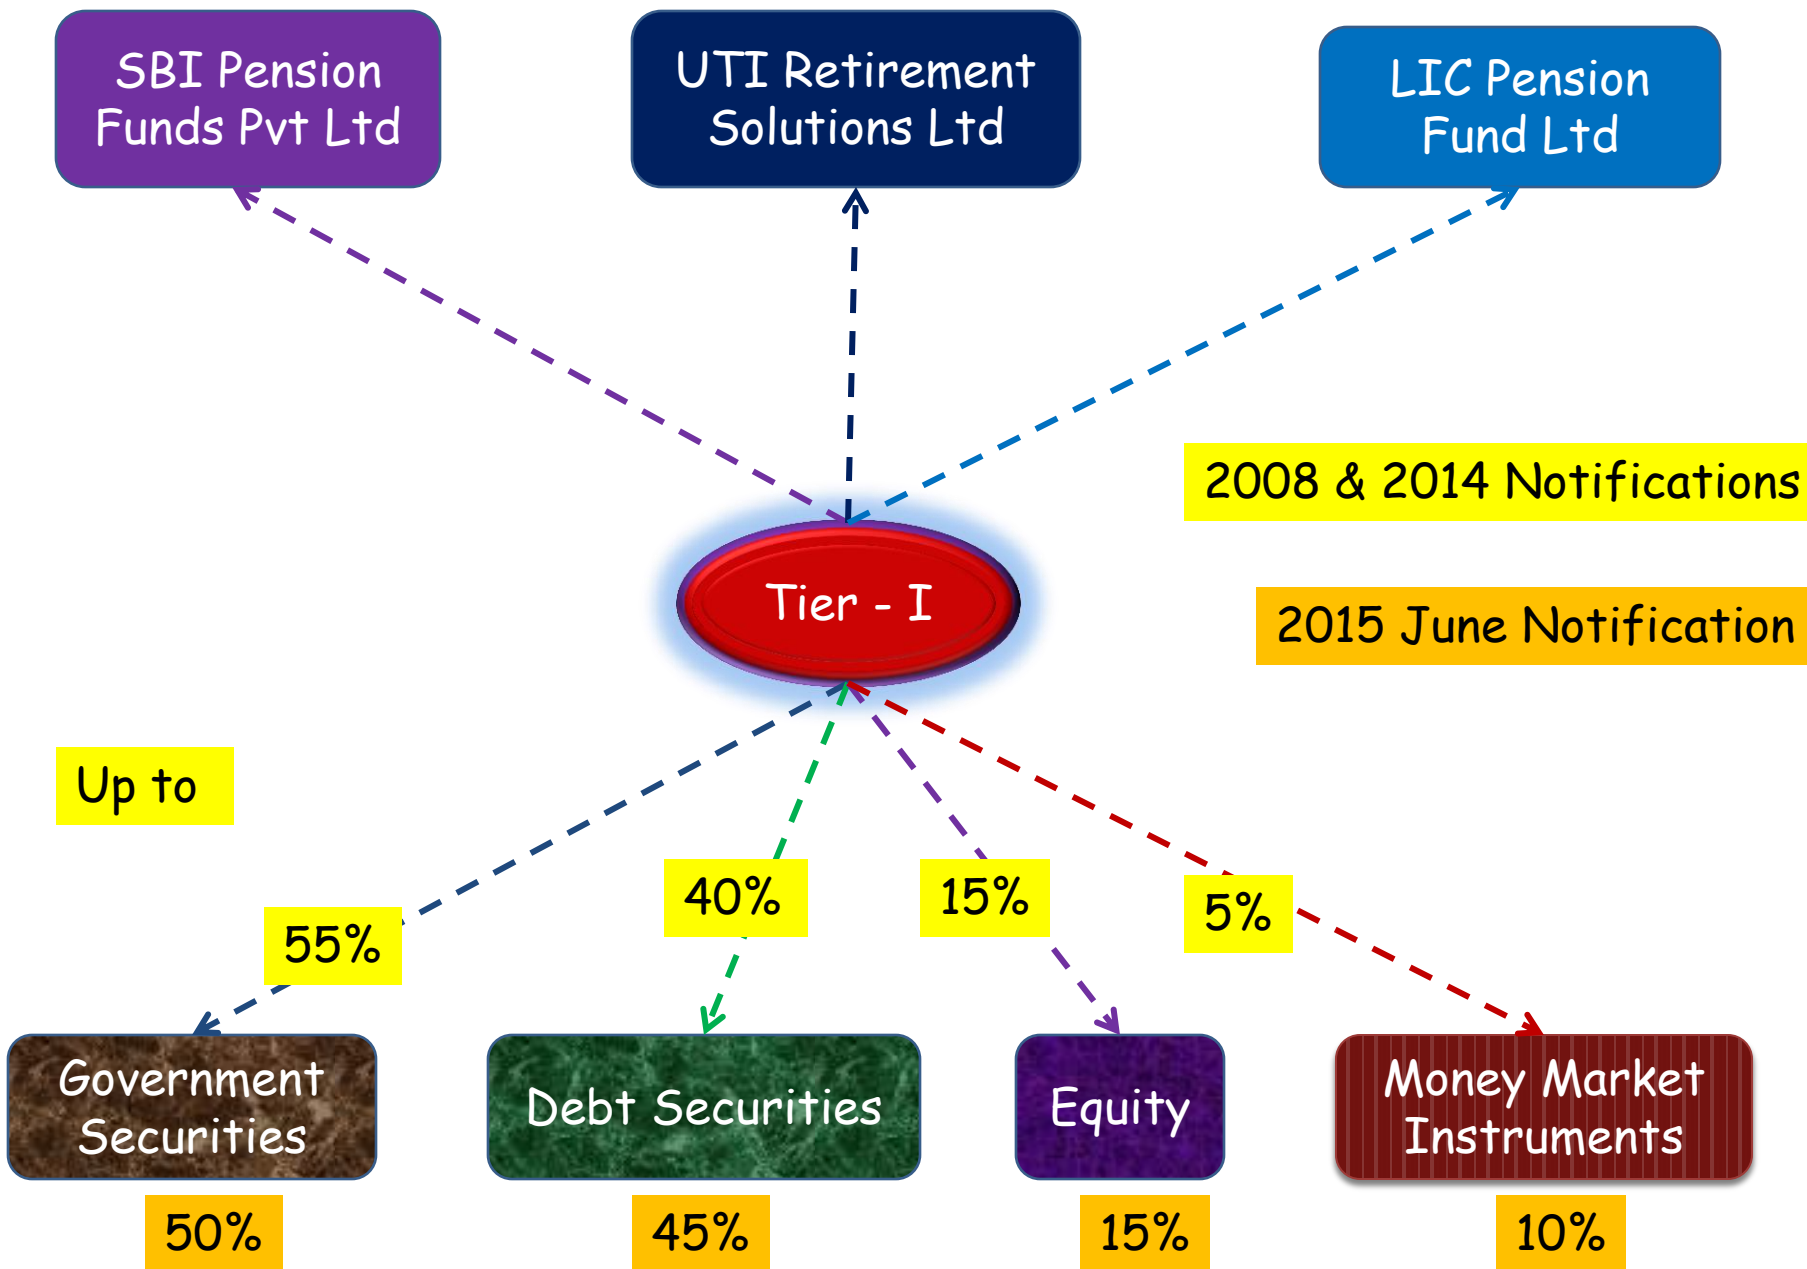 SBI Pension
Funds Pvt Ltd
UTI Retirement
Solutions Ltd
LIC Pension
Fund Ltd
2008 & 2014 Notifications
Tier - I
2015 June Notification
Up to
55%
40%
15%
5%
Government
Securities
Debt Securities
Equity
Money Market
Instruments
50%
45%
15%
10%